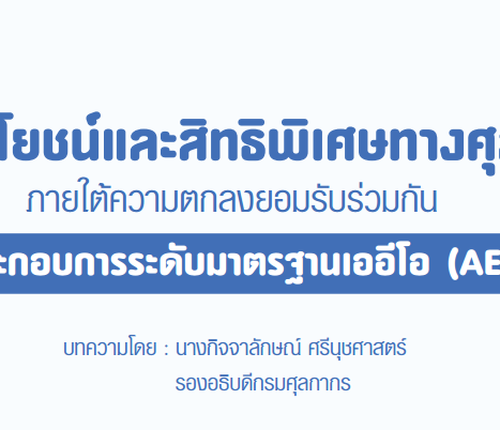 โยชน์และสิทธิพิเศษทางศุ
ภายใต้ความตกลงยอมรับร่วมกัน
ะกอบการระดับมาตรฐานเออีโอ (AE
บทความโดย : นางกิจจาลักษณ์ ศรีนุชศาสตร์
รองอธิบดีกรมศุลกากร